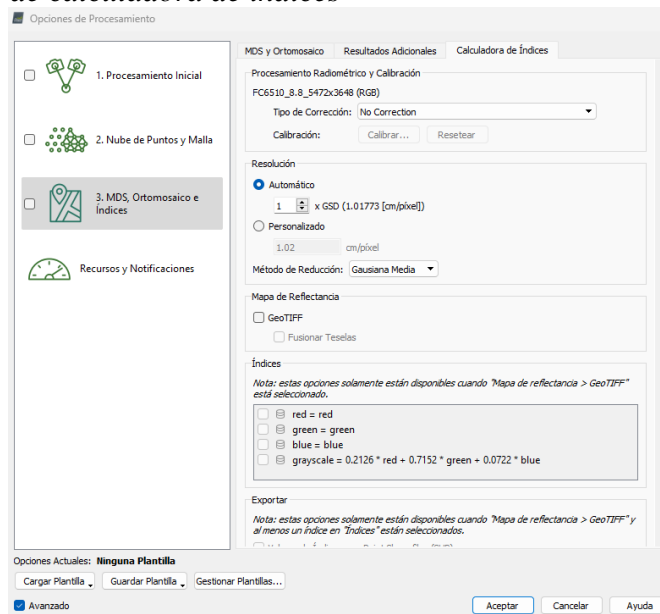 de calculadora de índices
Opciones de Procesamiento
1. Procesamiento Inicial
2. Nube de Puntos y Malla
3. MDS, Ortomosaico e
Índices
Recursos y Notificaciones
MDS y Ortomosaico Resultados Adicionales Calculadora de Índices
Procesamiento Radiométrico y Calibración
FC6510_8.8_5472x3648 (RGB)
Tipo de Corrección: No Correction
Calibración: Calibrar... Resetear
Resolución
Automático
1 x GSD (1.01773 [cm/píxel])
Personalizado
1.02 cm/píxel
Método de Reducción: Gausiana Media
Mapa de Reflectancia
GeoTIFF
Fusionar Teselas
Índices
Nota: estas opciones solamente están disponibles cuando "Mapa de reflectancia > GeoTIFF"
está seleccionado.
red = red
green = green
blue = blue
grayscale = 0.2126 * red + 0.7152 * green + 0.0722 * blue
Exportar
Nota: estas opciones solamente están disponibles cuando "Mapa de reflectancia > GeoTIFF" y
al menos un índice en "Índices" están seleccionados.
Opciones Actuales: Ninguna Plantilla
Cargar Plantilla Guardar Plantilla Gestionar Plantillas...
Avanzado
Aceptar Cancelar Ayuda